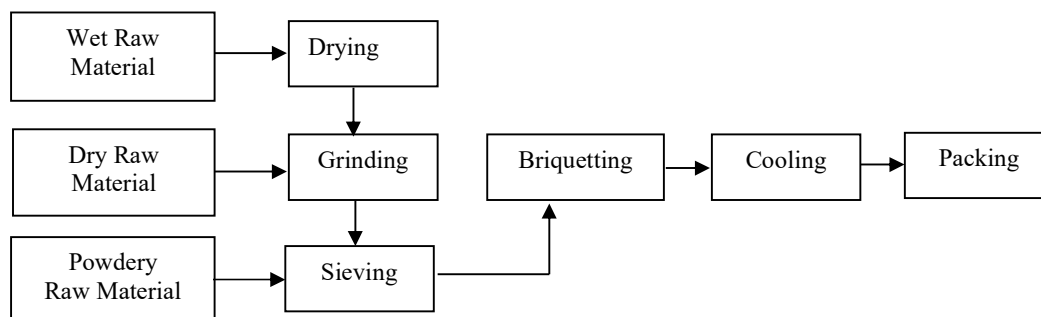 Wet Raw
Material
Drying
Dry Raw
Material
Grinding
Briquetting
Cooling
Packing
Powdery
Raw Material
Sieving